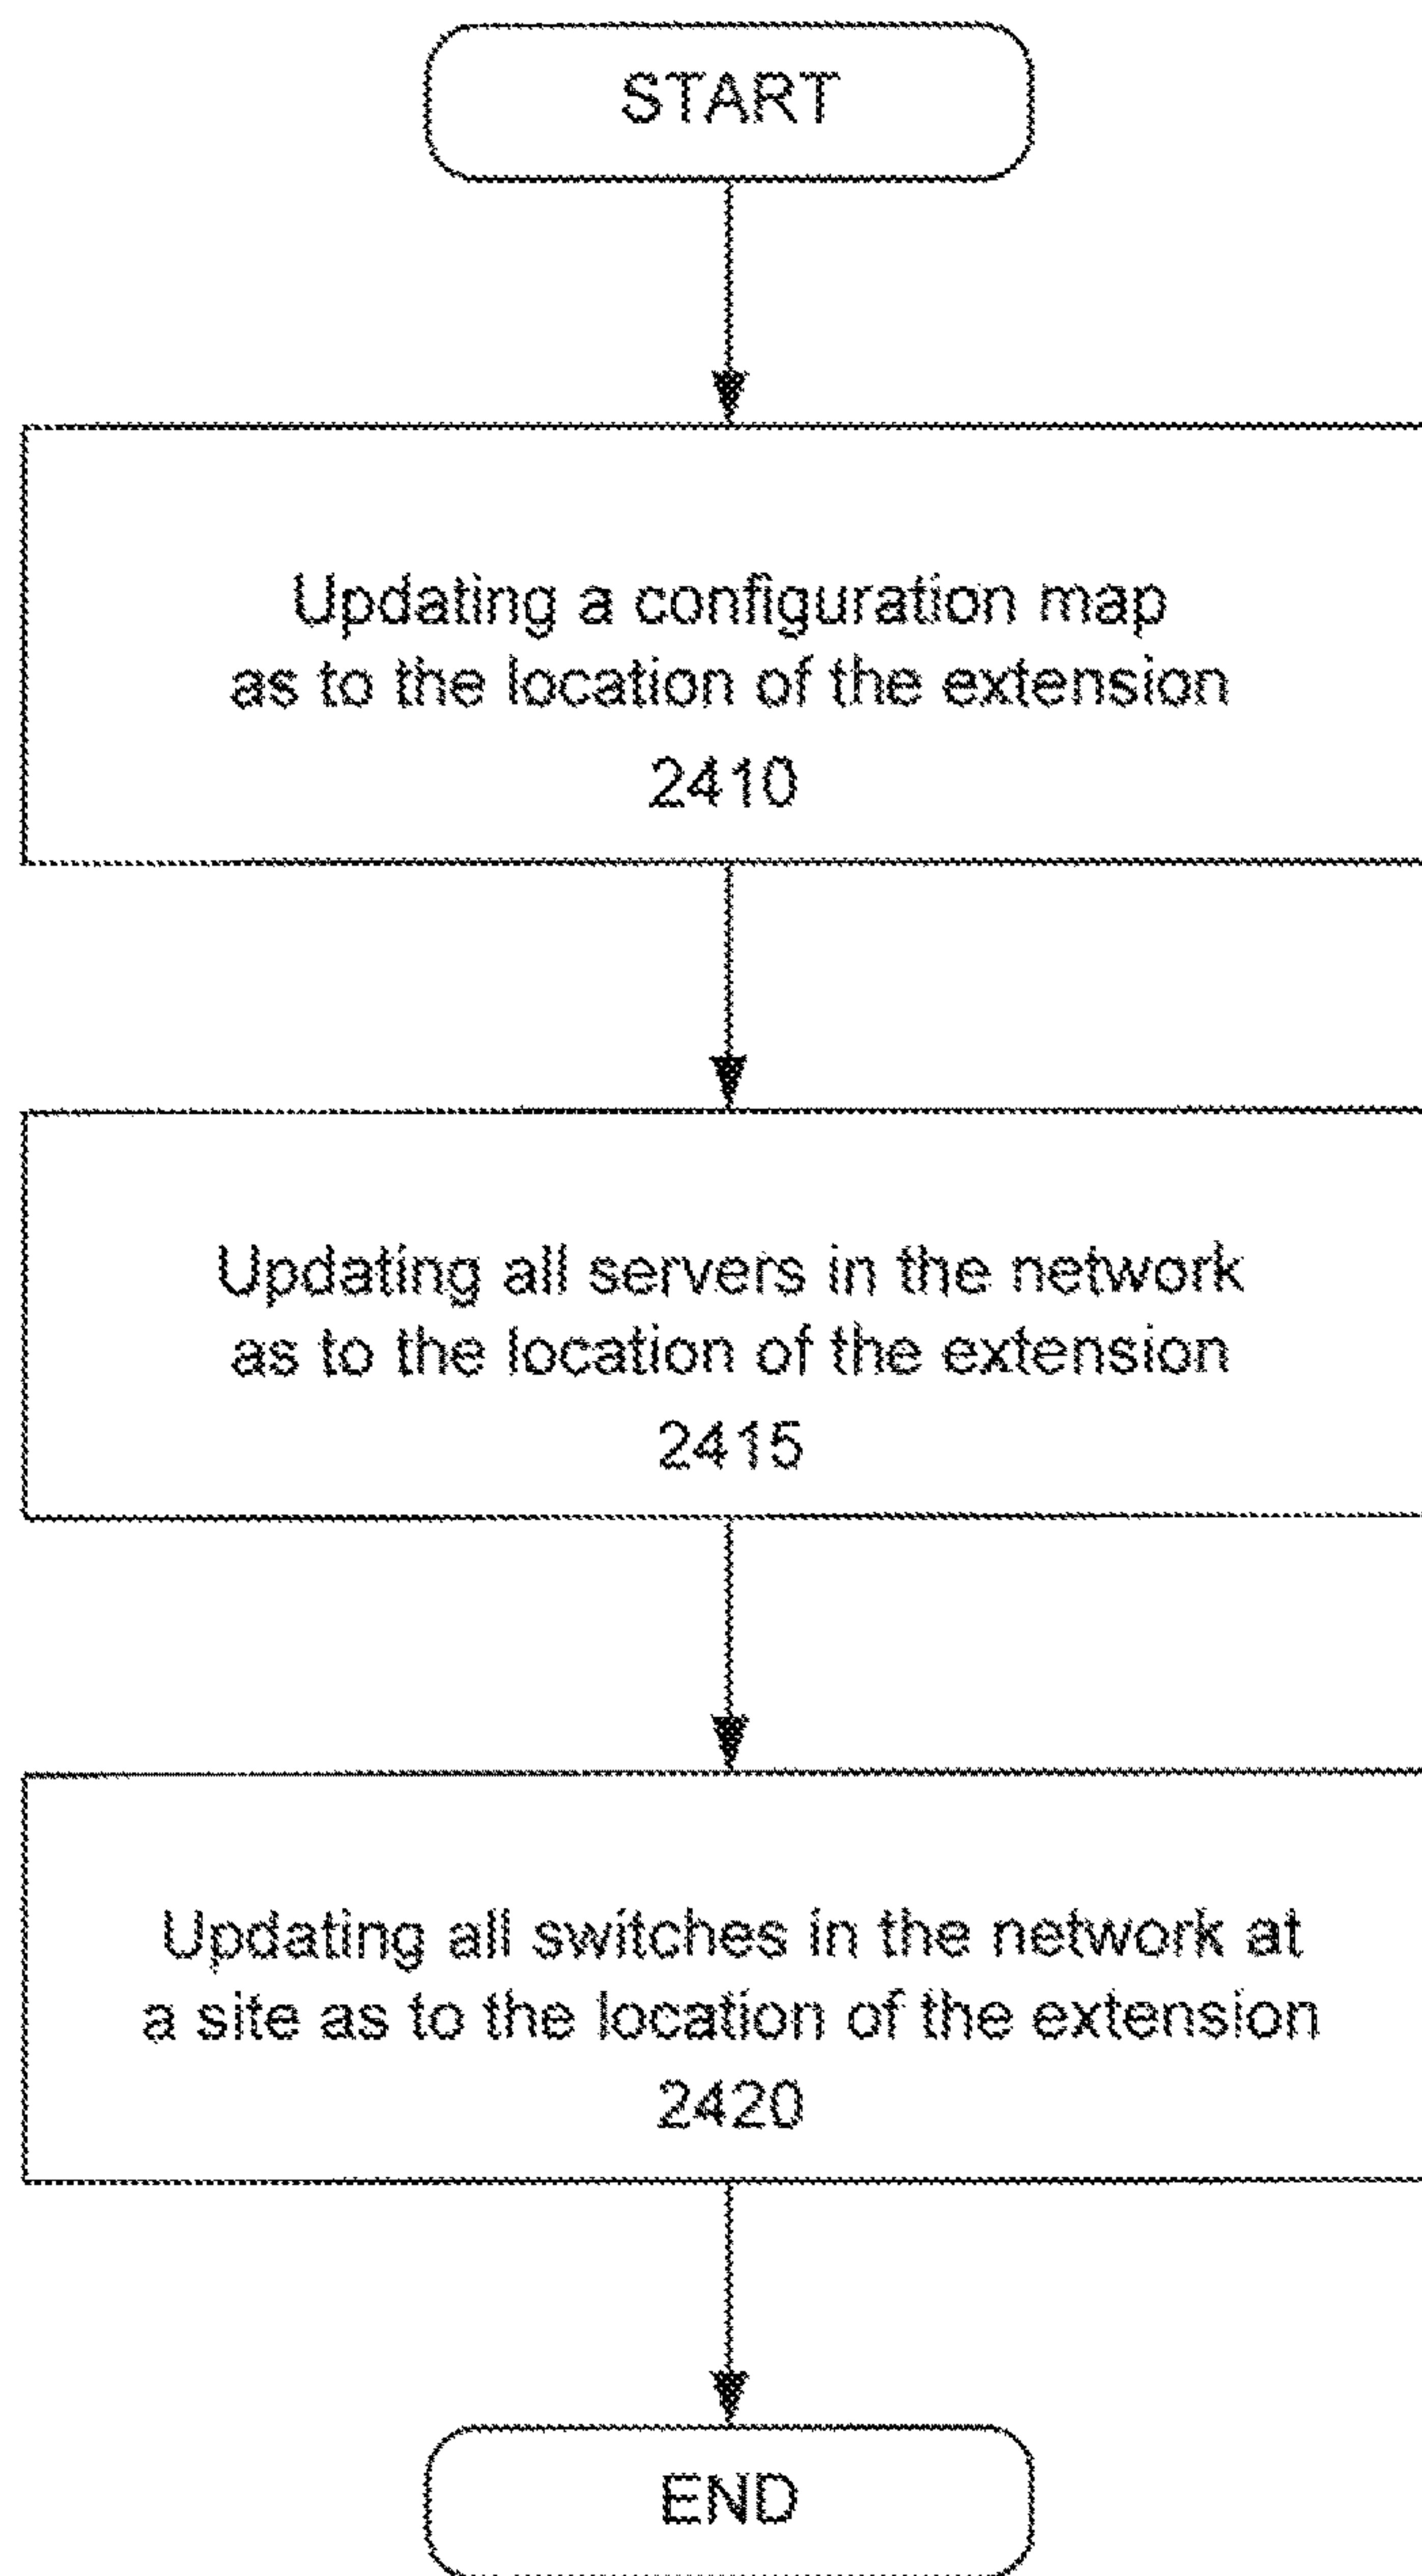 START
Updating a configuration map
as to the location of the extension
2410
Updating all servers in the network
as to the location of the extension
2415
Updating all switches in the network at
a site as to the location of the extension
2420
END